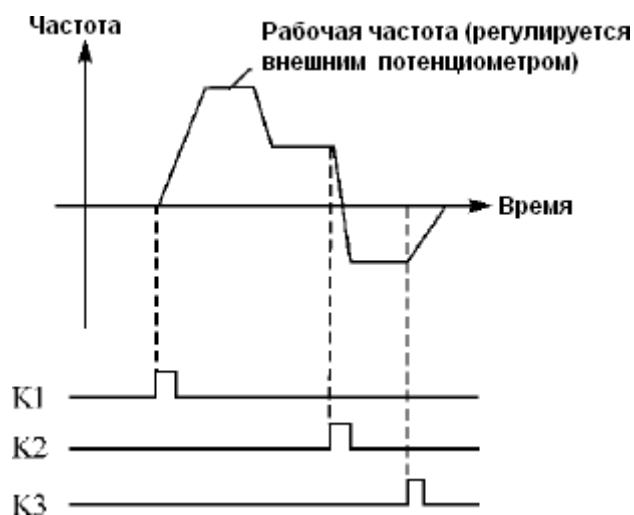 Частота
Рабочая частота (регулируется
внешним потенциометром)
Время
K1
K2
K3